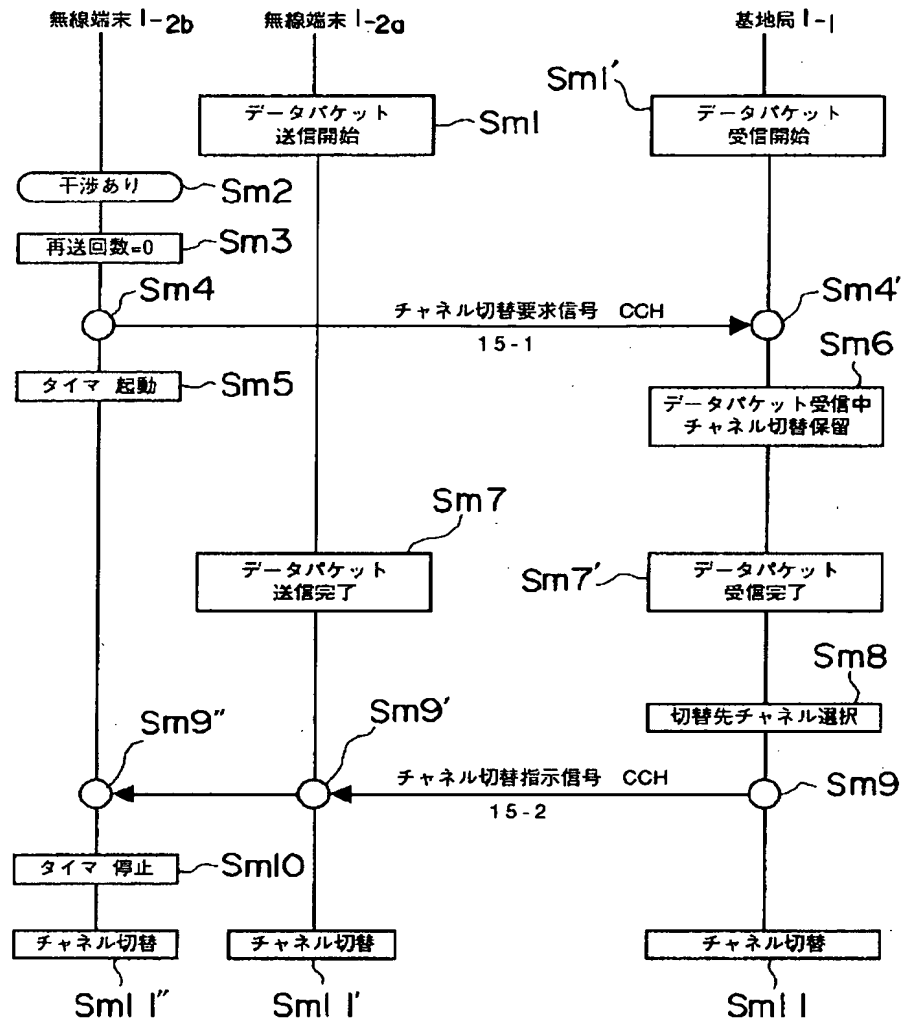 無線端末 1-2b
無線端末 1-2a
基地局 1-1
データパケット
送信開始
Sm1
Sm1'
データパケット
受信開始
干渉あり
Sm2
再送回数=0
Sm3
Sm4
チャネル切替要求信号 CCH
15-1
Sm4'
タイマ 起動
Sm5
Sm6
データパケット受信中
チャネル切替保留
Sm7
データパケット
送信完了
Sm7'
データパケット
受信完了
Sm8
切替先チャネル選択
Sm9"
Sm9'
チャネル切替指示信号 CCH
15-2
Sm9
タイマ 停止
Sm10
チャネル切替
チャネル切替
チャネル切替
Sm11"
Sm11'
Sm11